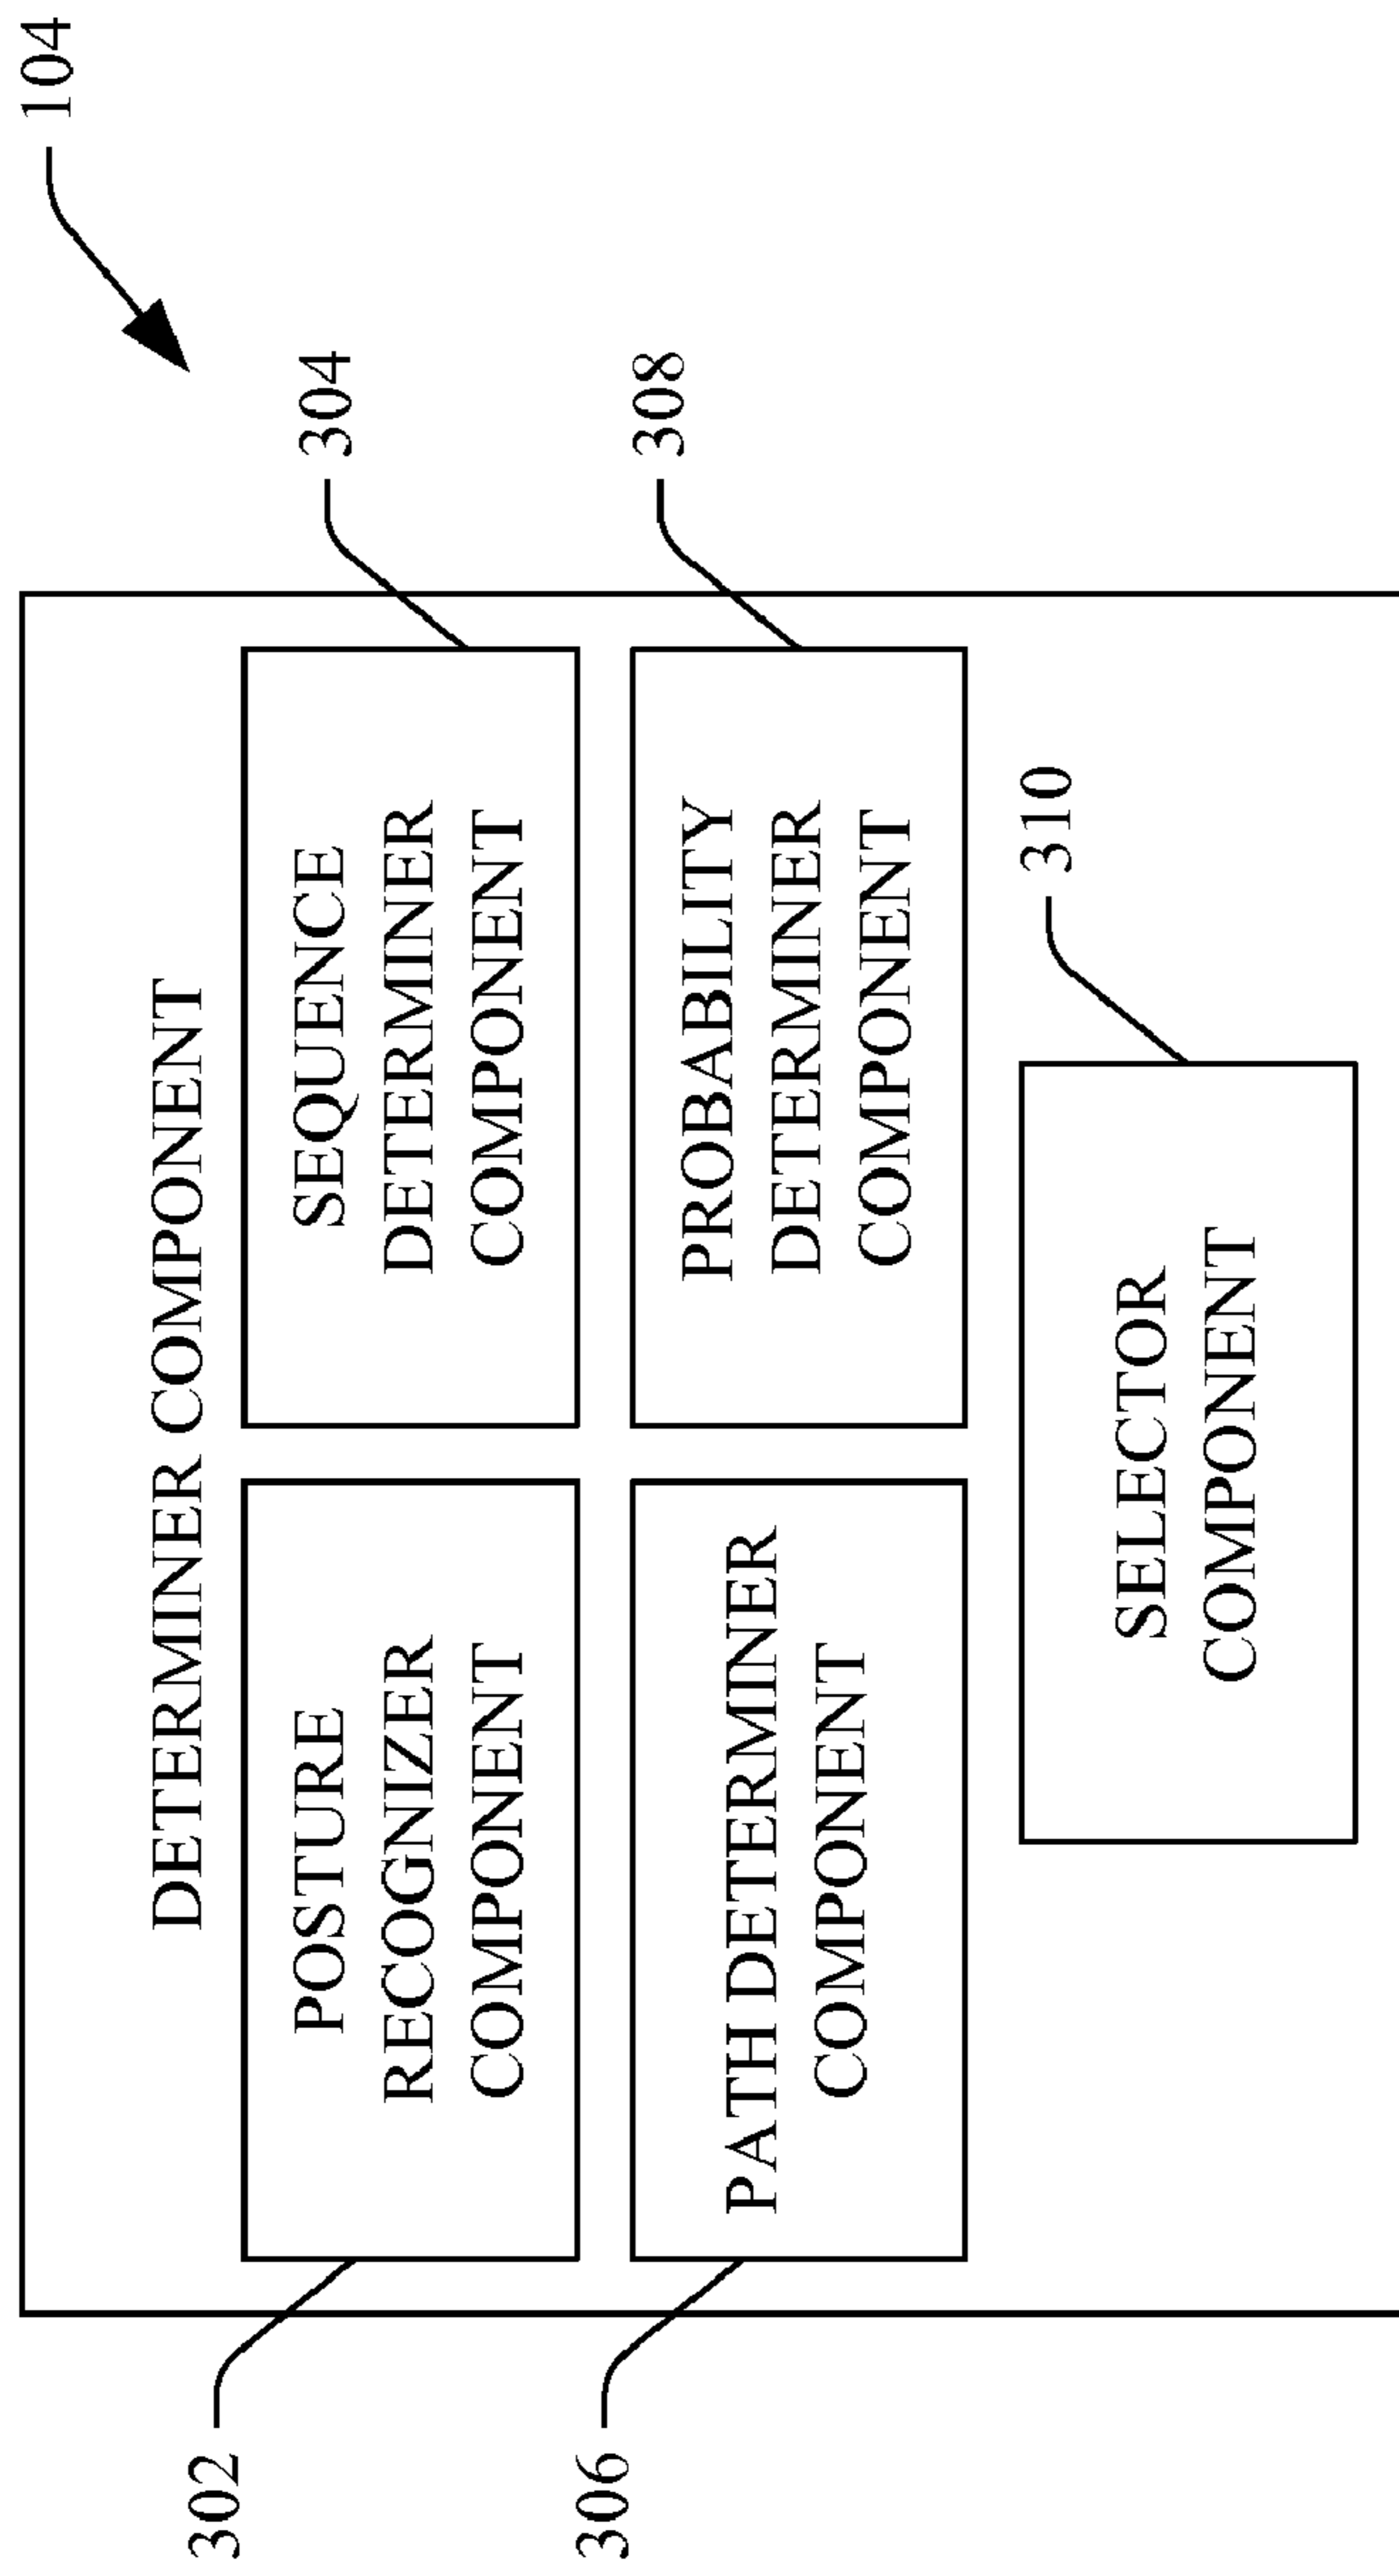 104
DETERMINER COMPONENT
302
POSTURE
RECOGNIZER
COMPONENT
304
SEQUENCE
DETERMINER
COMPONENT
306
PATH DETERMINER
COMPONENT
308
PROBABILITY
DETERMINER
COMPONENT
310
SELECTOR
COMPONENT